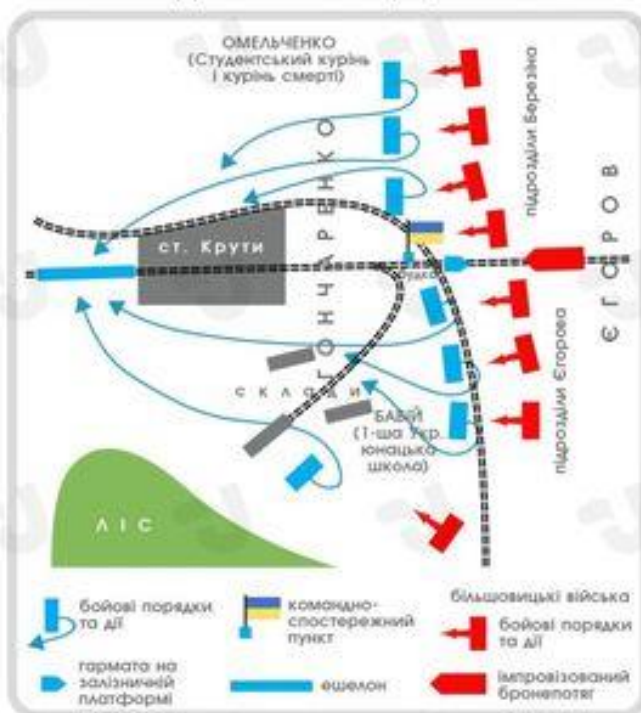 ОМЕЛЬЧЕНКО
(Студентський курінь
і курінь смерті)
підрозділи Березіна
ЄГОРОВ
ГОНЧАРЕНКО
ст. Крути
будка
підрозділи Єгорова
склади
БАБІЙ
(1-ша Укр.
юнацька
школа)
ЛІС
бойові порядки
та дії
командно-
спостережний
пункт
більшовицькі війська
бойові порядки
та дії
гармата на
залізничній
платформі
ешелон
імпровізований
бронепотяг